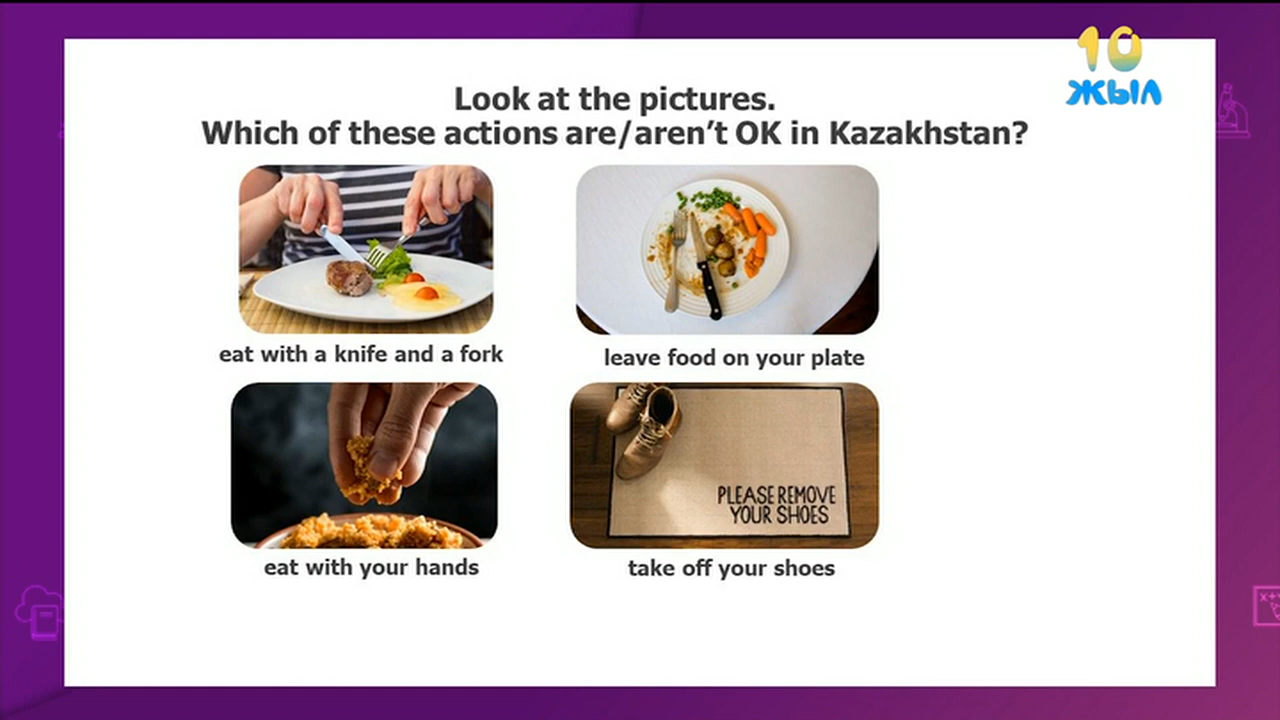 10
ЖЫЛ
Look at the pictures.
Which of these actions are/aren't OK in Kazakhstan?
eat with a knife and a fork
leave food on your plate
PLEASE REMOVE
YOUR SHOES
eat with your hands
take off your shoes